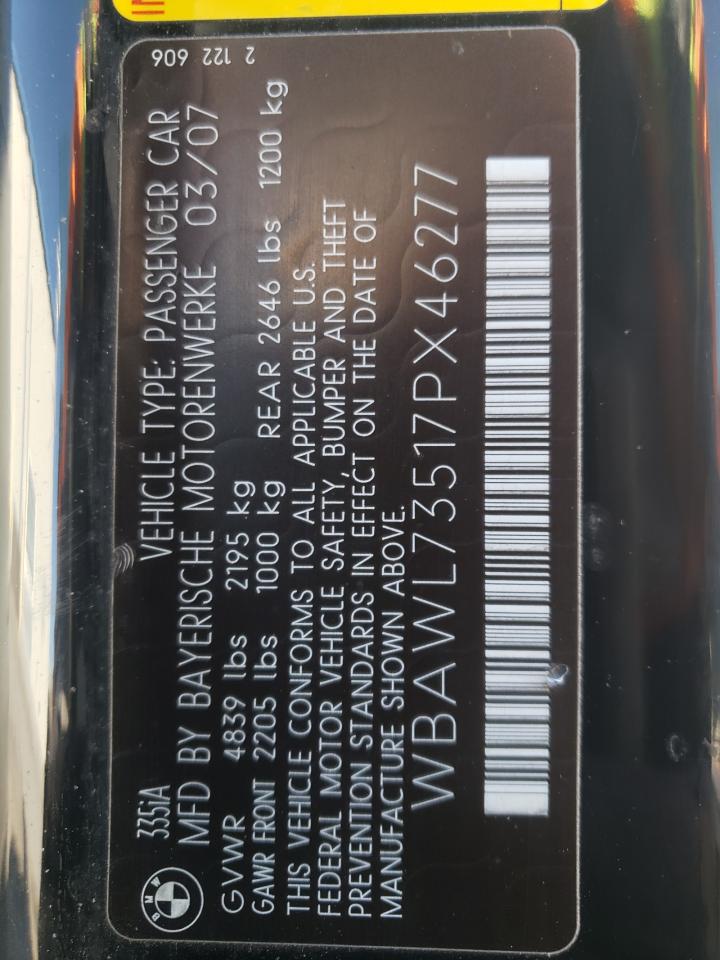 BMW
335iA VEHICLE TYPE: PASSENGER CAR
MFD BY BAYERISCHE MOTORENWERKE 03/07
GVWR 4839 lbs 2195 kg
GAWR FRONT 2205 lbs 1000 kg REAR 2646 lbs 1200 kg
THIS VEHICLE CONFORMS TO ALL APPLICABLE U.S.
FEDERAL MOTOR VEHICLE SAFETY, BUMPER AND THEFT
PREVENTION STANDARDS IN EFFECT ON THE DATE OF
MANUFACTURE SHOWN ABOVE.
WBAWL73517PX46277
2 122 606